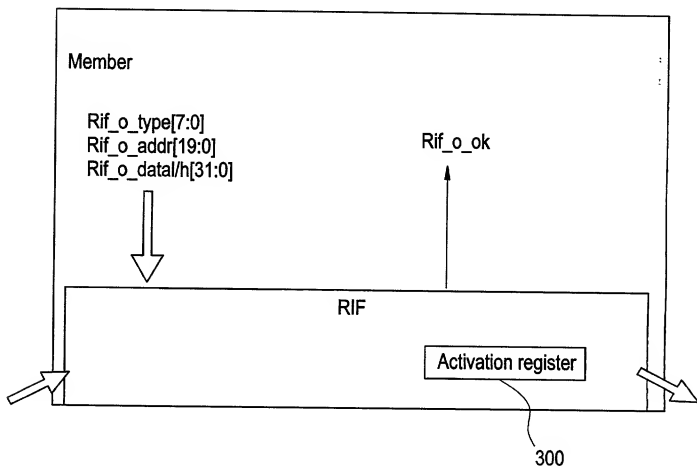 Member
Rif_o_type[7:0]
Rif_o_addr[19:0]
Rif_o_datal/h[31:0]
Rif_o_ok
RIF
Activation register
300